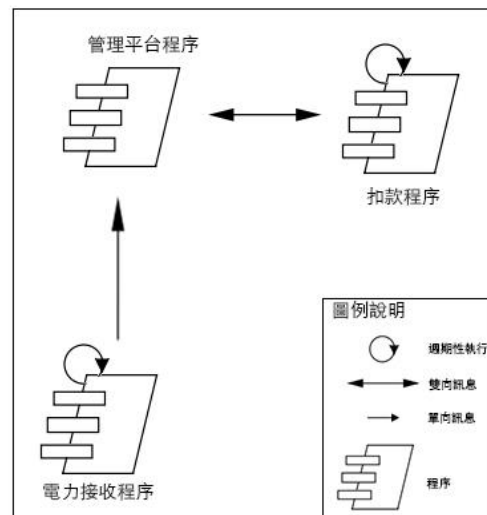 管理平台程序
扣款程序
電力接收程序
圖例說明
週期性執行
雙向訊息
單向訊息
程序